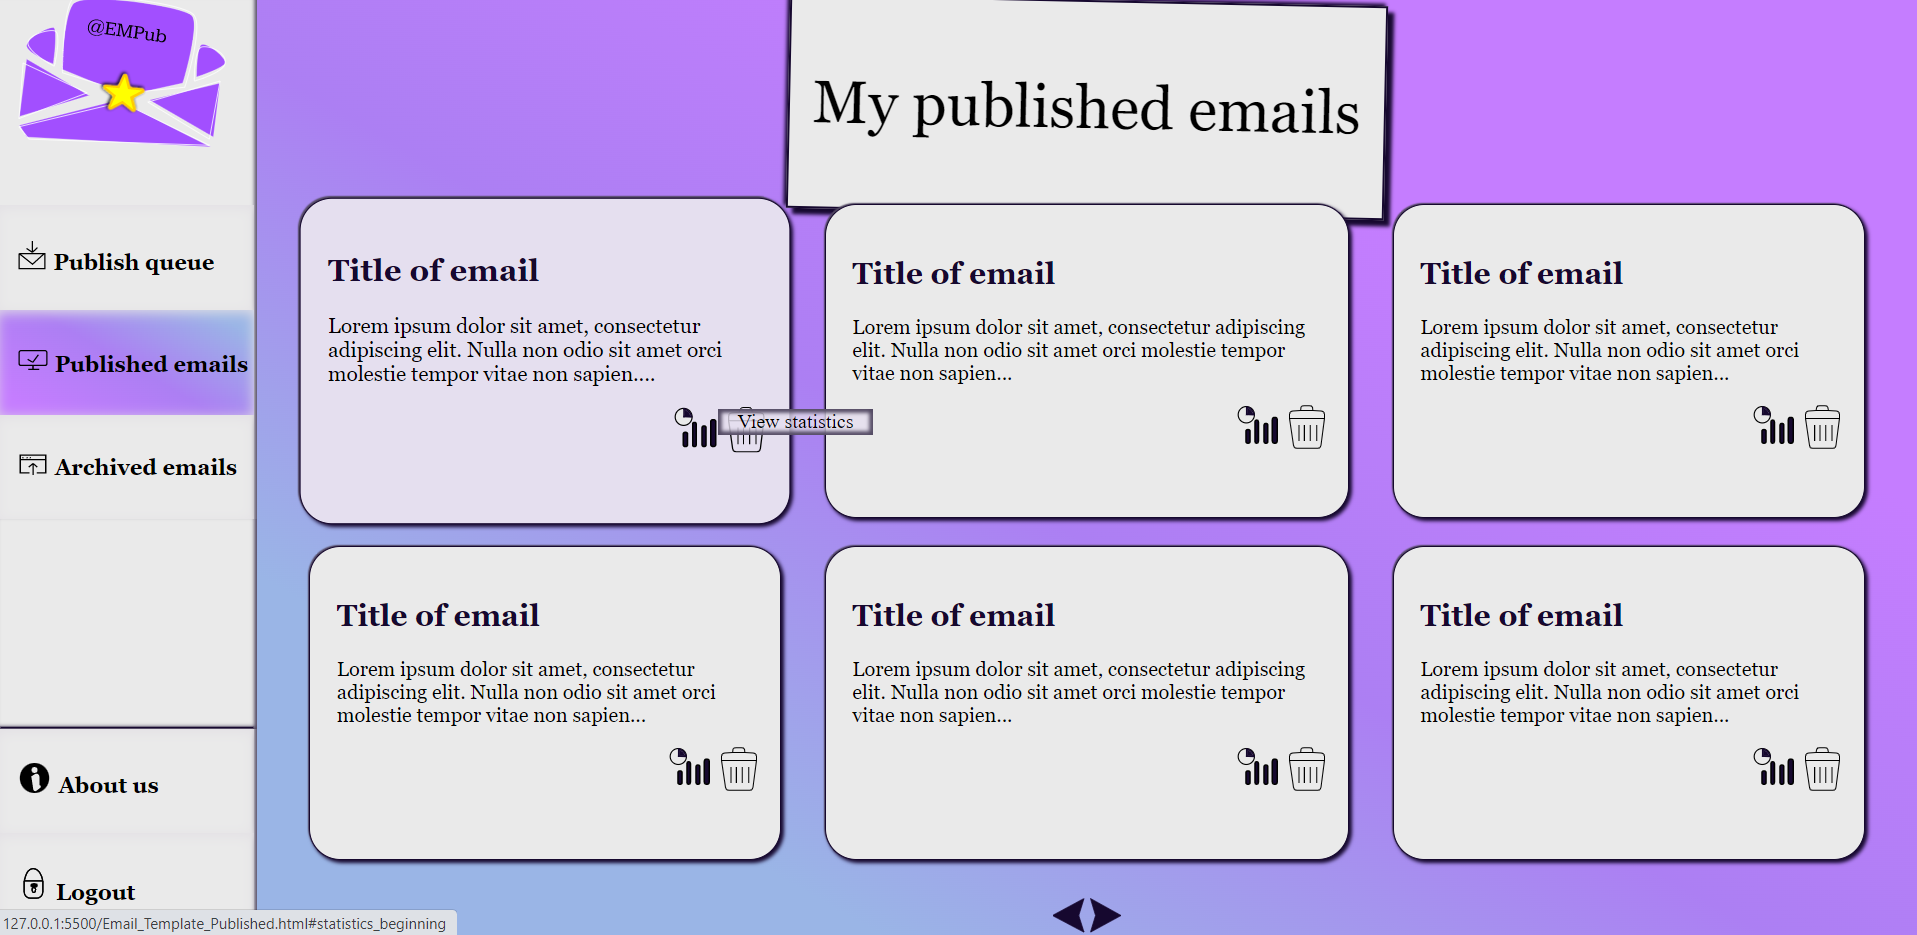 @EMPub
Publish queue
Published emails
Archived emails
About us
Logout
My published emails
Title of email
Lorem ipsum dolor sit amet, consectetur
adipiscing elit. Nulla non odio sit amet orci
molestie tempor vitae non sapien....
View statistics
Title of email
Lorem ipsum dolor sit amet, consectetur adipiscing
elit. Nulla non odio sit amet orci molestie tempor
vitae non sapien...
Title of email
Lorem ipsum dolor sit amet, consectetur
adipiscing elit. Nulla non odio sit amet orci
molestie tempor vitae non sapien...
Title of email
Lorem ipsum dolor sit amet, consectetur
adipiscing elit. Nulla non odio sit amet orci
molestie tempor vitae non sapien...
Title of email
Lorem ipsum dolor sit amet, consectetur adipiscing
elit. Nulla non odio sit amet orci molestie tempor
vitae non sapien...
Title of email
Lorem ipsum dolor sit amet, consectetur
adipiscing elit. Nulla non odio sit amet orci
molestie tempor vitae non sapien...
127.0.0.1:5500/Email_Template_Published.html#statistics_beginning